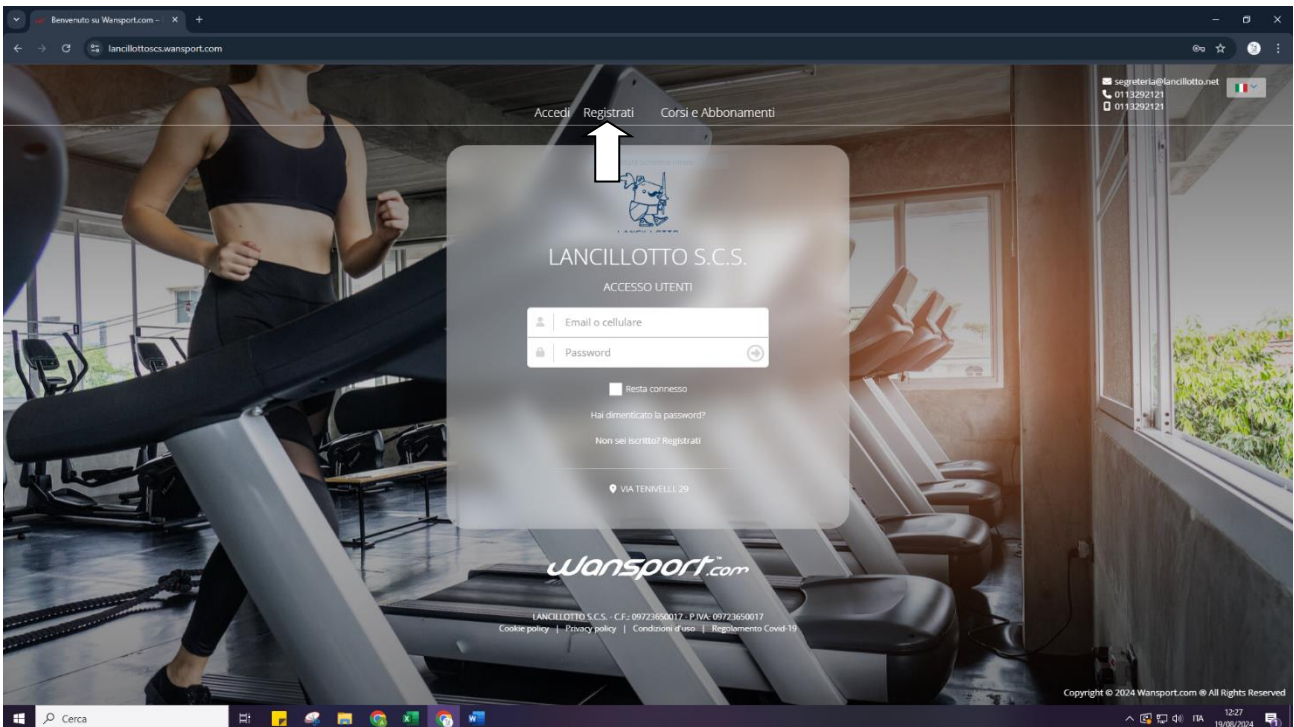 Benvenuto su Wansport.com –
lancillottoscs.wansport.com
segreteria@lancillotto.net
0113292121
0113292121
Accedi Registrati Corsi e Abbonamenti
LANCILLOTTO
LANCILLOTTO S.C.S.
ACCESSO UTENTI
Email o cellulare
Password
Resta connesso
Hai dimenticato la password?
Non sei iscritto? Registrati
VIA TENIVELLI, 29
wansport.com
LANCILLOTTO S.C.S. - C.F.: 09723650017 - P.IVA: 09723650017
Cookie policy | Privacy policy | Condizioni d'uso | Regolamento Covid-19
Copyright © 2024 Wansport.com ® All Rights Reserved
Cerca
ITA
12:27
19/08/2024